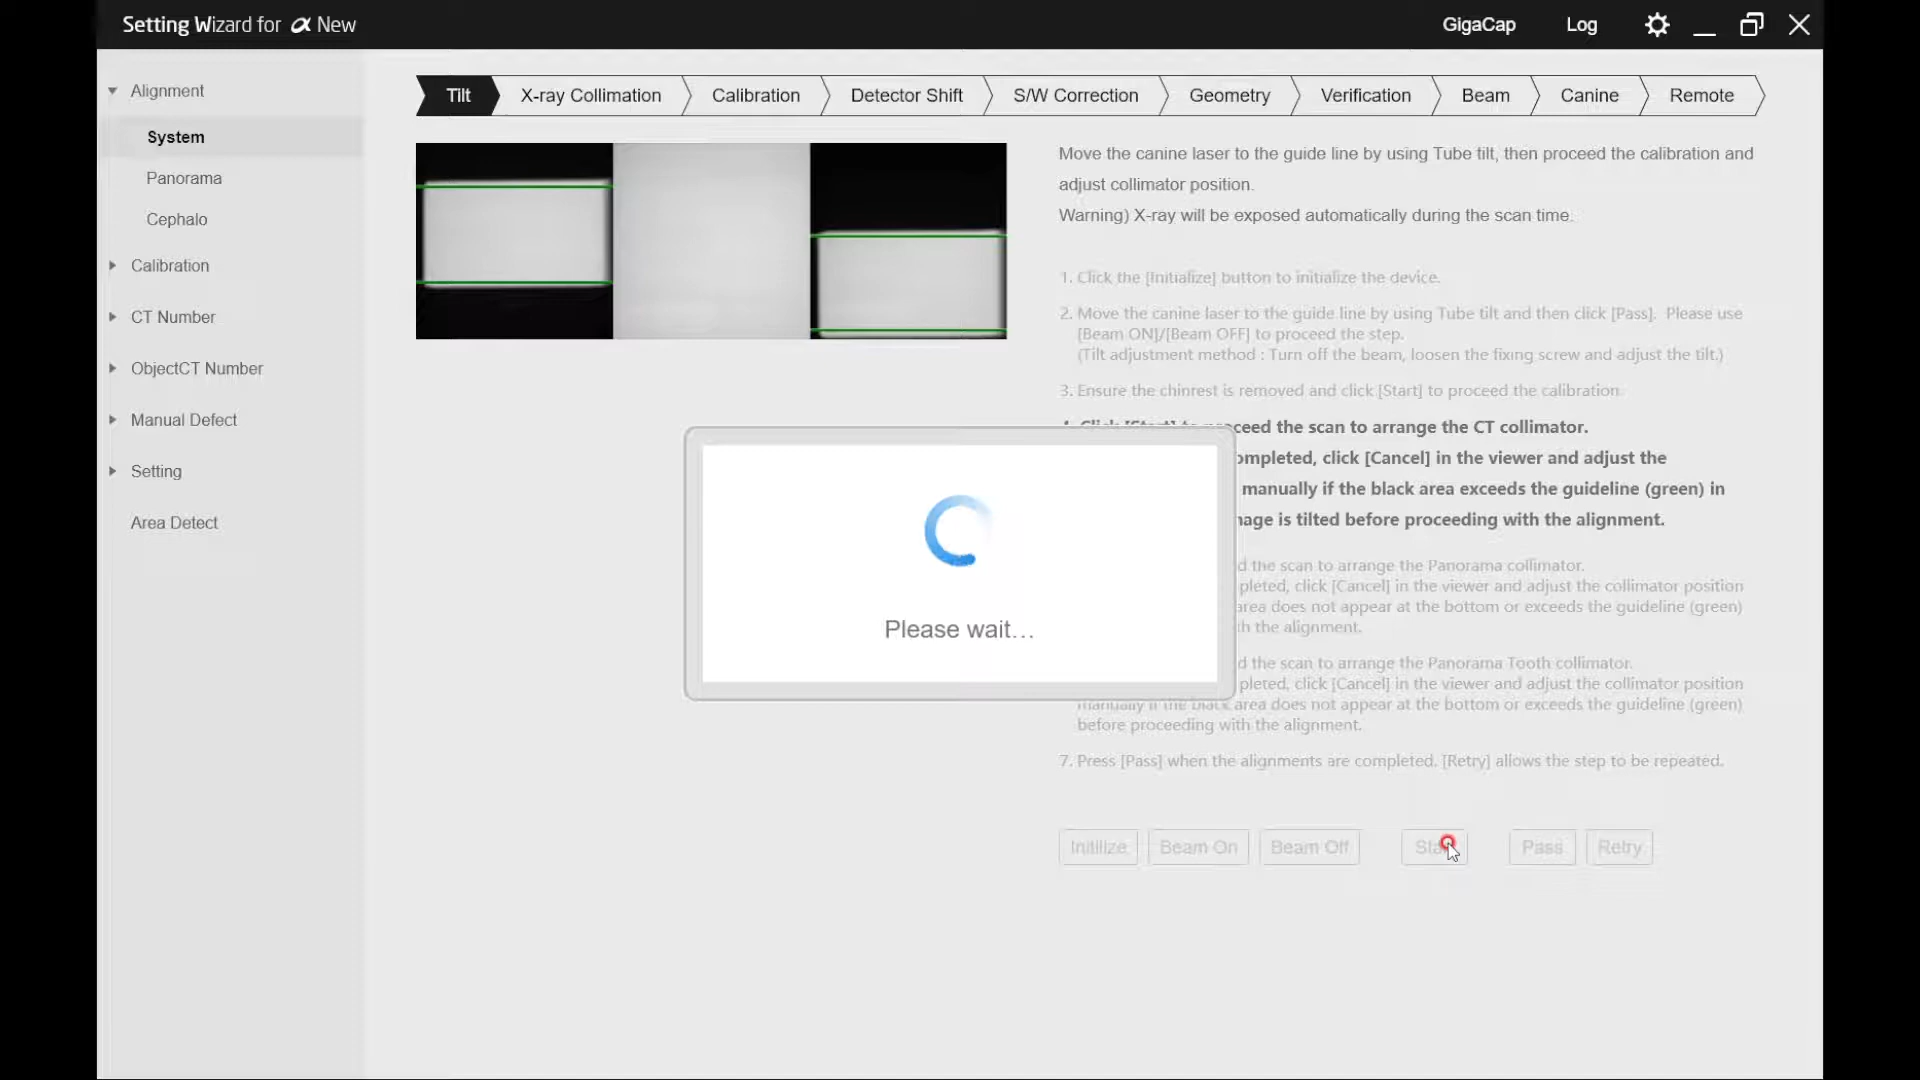 Setting Wizard for α New
GigaCap
Log
Alignment
System
Panorama
Cephalo
Calibration
CT Number
ObjectCT Number
Manual Defect
Setting
Area Detect
Tilt
X-ray Collimation
Calibration
Detector Shift
S/W Correction
Geometry
Verification
Beam
Canine
Remote
Move the canine laser to the guide line by using Tube tilt, then proceed the calibration and
adjust collimator position.
Warning) X-ray will be exposed automatically during the scan time.
1. Click the [Initialize] button to initialize the device.
2. Move the canine laser to the guide line by using Tube tilt and then click [Pass]. Please use
[Beam ON]/[Beam OFF] to proceed the step.
(Tilt adjustment method : Turn off the beam, loosen the fixing screw and adjust the tilt.)
3. Ensure the chinrest is removed and click [Start] to proceed the calibration.
Click [Start] to proceed the scan to arrange the CT collimator.
ompleted, click [Cancel] in the viewer and adjust the
manually if the black area exceeds the guideline (green) in
age is tilted before proceeding with the alignment.
d the scan to arrange the Panorama collimator.
pleted, click [Cancel] in the viewer and adjust the collimator position
area does not appear at the bottom or exceeds the guideline (green)
th the alignment.
d the scan to arrange the Panorama Tooth collimator.
pleted, click [Cancel] in the viewer and adjust the collimator position
manually if the black area does not appear at the bottom or exceeds the guideline (green)
before proceeding with the alignment.
7. Press [Pass] when the alignments are completed. [Retry] allows the step to be repeated.
Please wait...
Initilize
Beam On
Beam Off
Start
Pass
Retry